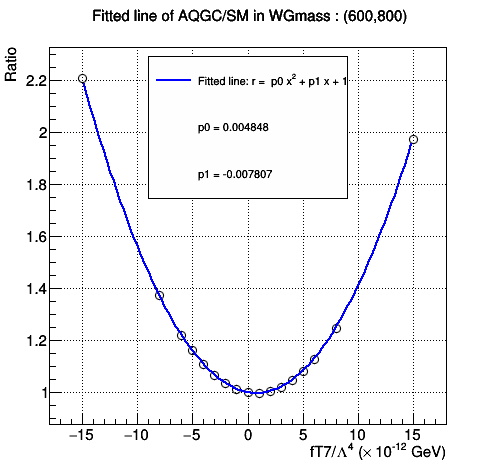 Fitted line of AQGC/SM in WGmass : (600,800)
Ratio
Fitted line: r = p0 x² + p1 x + 1
p0 = 0.004848
p1 = -0.007807
2.2
2
1.8
1.6
1.4
1.2
1
−15 −10 −5 0 5 10 15
fT7/Λ⁴ (× 10⁻¹² GeV)